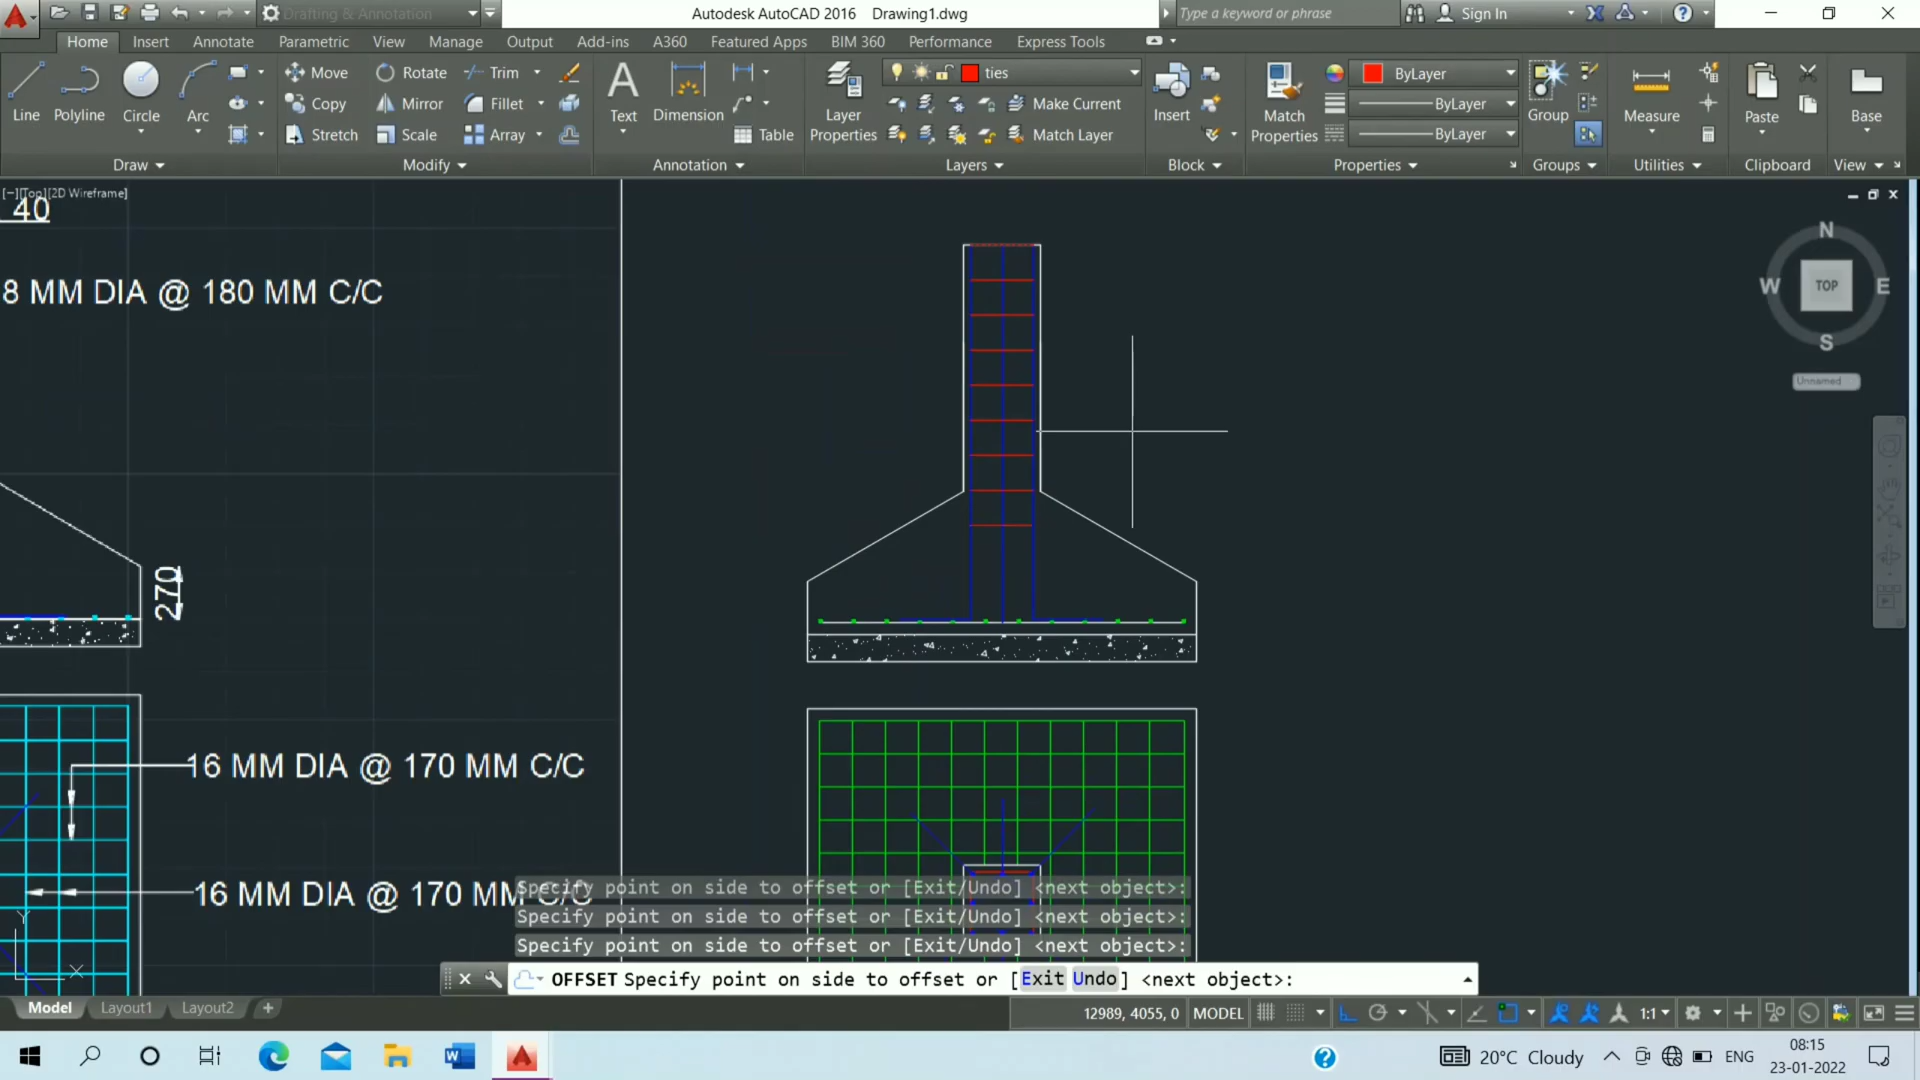 Drafting & Annotation
Autodesk AutoCAD 2016 Drawing1.dwg
Type a keyword or phrase
Sign In
Home Insert Annotate Parametric View Manage Output Add-ins A360 Featured Apps BIM 360 Performance Express Tools
Line Polyline Circle Arc
Move Rotate Trim
Copy Mirror Fillet
Stretch Scale Array
Text Dimension Table
Layer Properties
ties
Make Current
Match Layer
Insert
Match Properties
ByLayer
ByLayer
ByLayer
Group Measure Paste Base
Draw Modify Annotation Layers Block Properties Groups Utilities Clipboard View
[−][Top][2D Wireframe]
40
8 MM DIA @ 180 MM C/C
270
16 MM DIA @ 170 MM C/C
16 MM DIA @ 170 MM C/C
N
W TOP E
S
Unnamed
Y
X
Specify point on side to offset or [Exit/Undo] <next object>:
Specify point on side to offset or [Exit/Undo] <next object>:
Specify point on side to offset or [Exit/Undo] <next object>:
OFFSET Specify point on side to offset or [Exit Undo] <next object>:
Model Layout1 Layout2 +
12989, 4055, 0 MODEL 1:1
20°C Cloudy ENG
08:15
23-01-2022